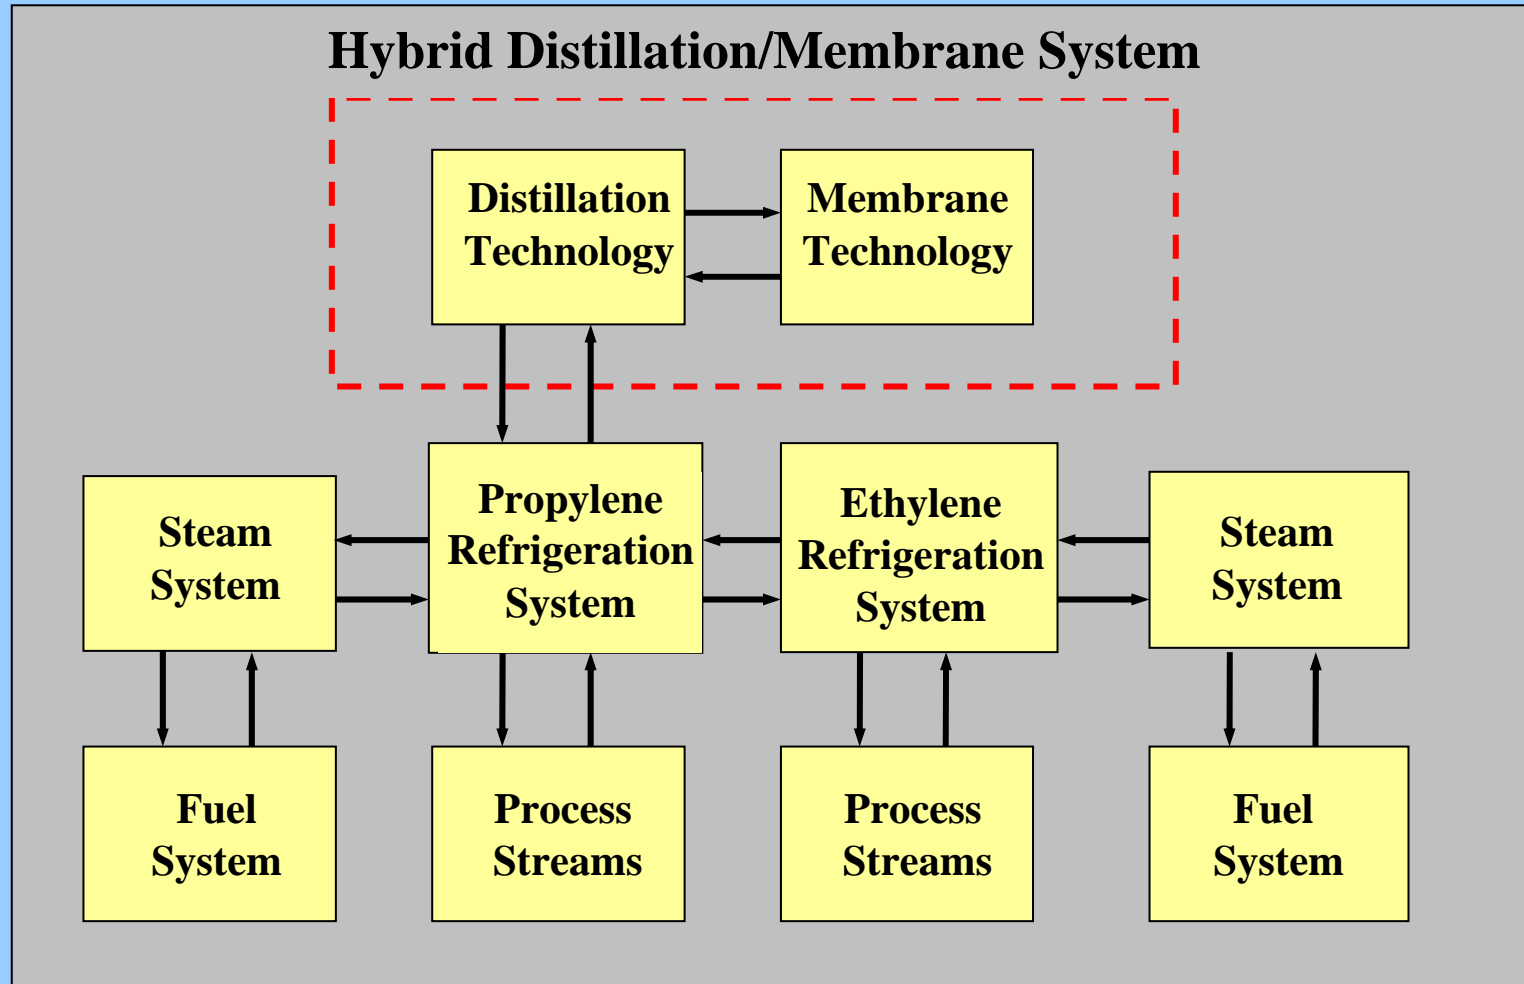 Hybrid Distillation/Membrane System
Distillation
Technology
Membrane
Technology
Steam
System
Propylene
Refrigeration
System
Ethylene
Refrigeration
System
Steam
System
Fuel
System
Process
Streams
Process
Streams
Fuel
System